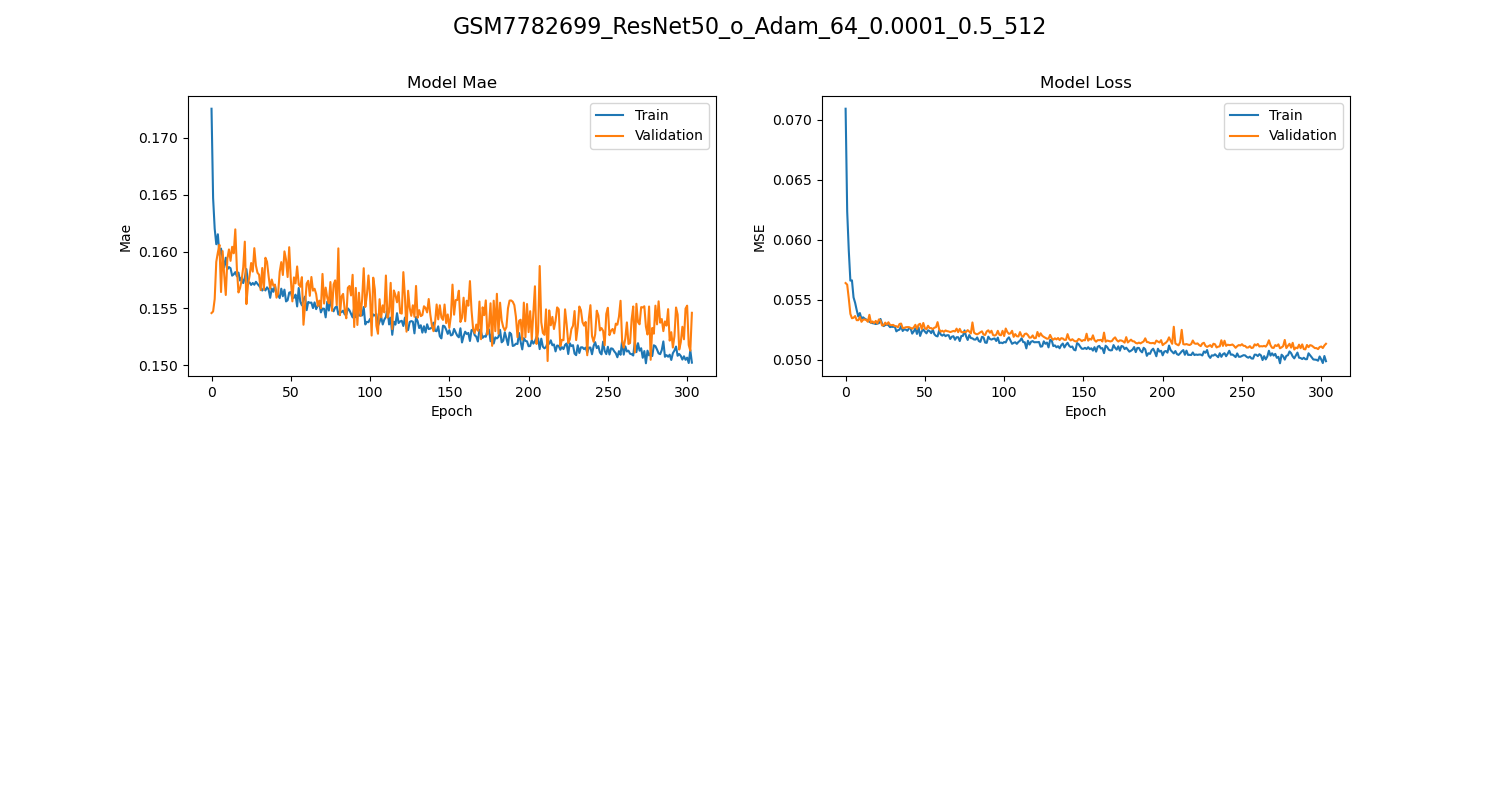 GSM7782699_ResNet50_o_Adam_64_0.0001_0.5_512
Model Mae
Mae
0.170
0.165
0.160
0.155
0.150
0 50 100 150 200 250 300
Epoch
Train
Validation
Model Loss
MSE
0.070
0.065
0.060
0.055
0.050
0 50 100 150 200 250 300
Epoch
Train
Validation